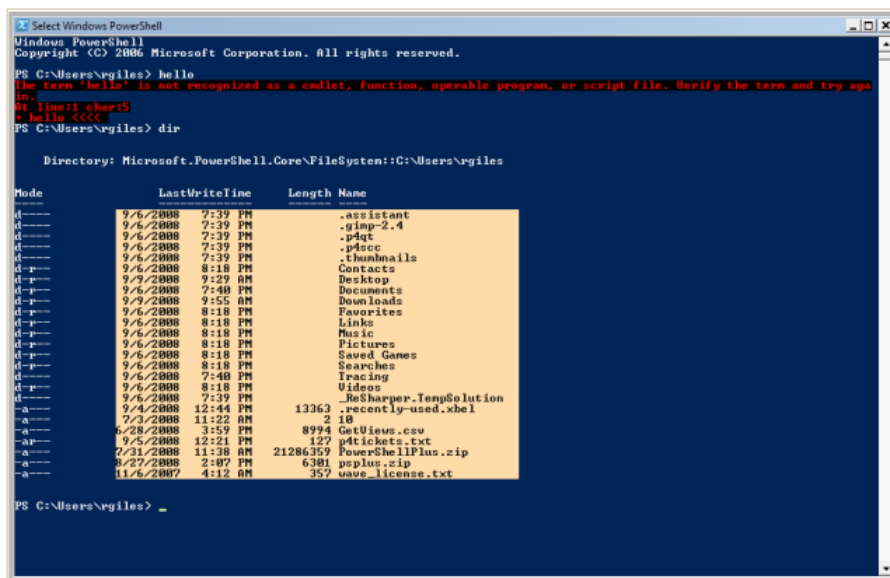 Select Windows PowerShell
Windows PowerShell
Copyright (C) 2006 Microsoft Corporation. All rights reserved.
PS C:\Users\rgiles> hello
The term 'hello' is not recognized as a cmdlet, function, operable program, or script file. Verify the term and try aga
in.
At line:1 char:5
+ hello <<<<
PS C:\Users\rgiles> dir
Directory: Microsoft.PowerShell.Core\FileSystem::C:\Users\rgiles
Mode LastWriteTime Length Name
---- ------------- ------ ----
d---- 9/6/2008 7:39 PM .assistant
d---- 9/6/2008 7:39 PM .gimp-2.4
d---- 9/6/2008 7:39 PM .p4qt
d---- 9/6/2008 7:39 PM .p4scc
d---- 9/6/2008 7:39 PM .thumbnails
d-r-- 9/6/2008 8:18 PM Contacts
d-r-- 9/9/2008 9:29 AM Desktop
d-r-- 9/6/2008 7:40 PM Documents
d-r-- 9/9/2008 9:55 AM Downloads
d-r-- 9/6/2008 8:18 PM Favorites
d-r-- 9/6/2008 8:18 PM Links
d-r-- 9/6/2008 8:18 PM Music
d-r-- 9/6/2008 8:18 PM Pictures
d-r-- 9/6/2008 8:18 PM Saved Games
d-r-- 9/6/2008 8:18 PM Searches
d---- 9/6/2008 7:40 PM Tracing
d-r-- 9/6/2008 8:18 PM Videos
d---- 9/6/2008 7:39 PM _ReSharper.TempSolution
-a--- 9/4/2008 12:44 PM 13363 .recently-used.xbel
-a--- 7/3/2008 11:22 AM 2 10
-a--- 6/28/2008 3:59 PM 8994 GetViews.csv
-ar-- 9/5/2008 12:21 PM 127 p4tickets.txt
-a--- 7/31/2008 11:38 AM 21286359 PowerShellPlus.zip
-a--- 8/27/2008 2:07 PM 6301 psplus.zip
-a--- 11/6/2007 4:12 AM 357 wave_license.txt
PS C:\Users\rgiles> _